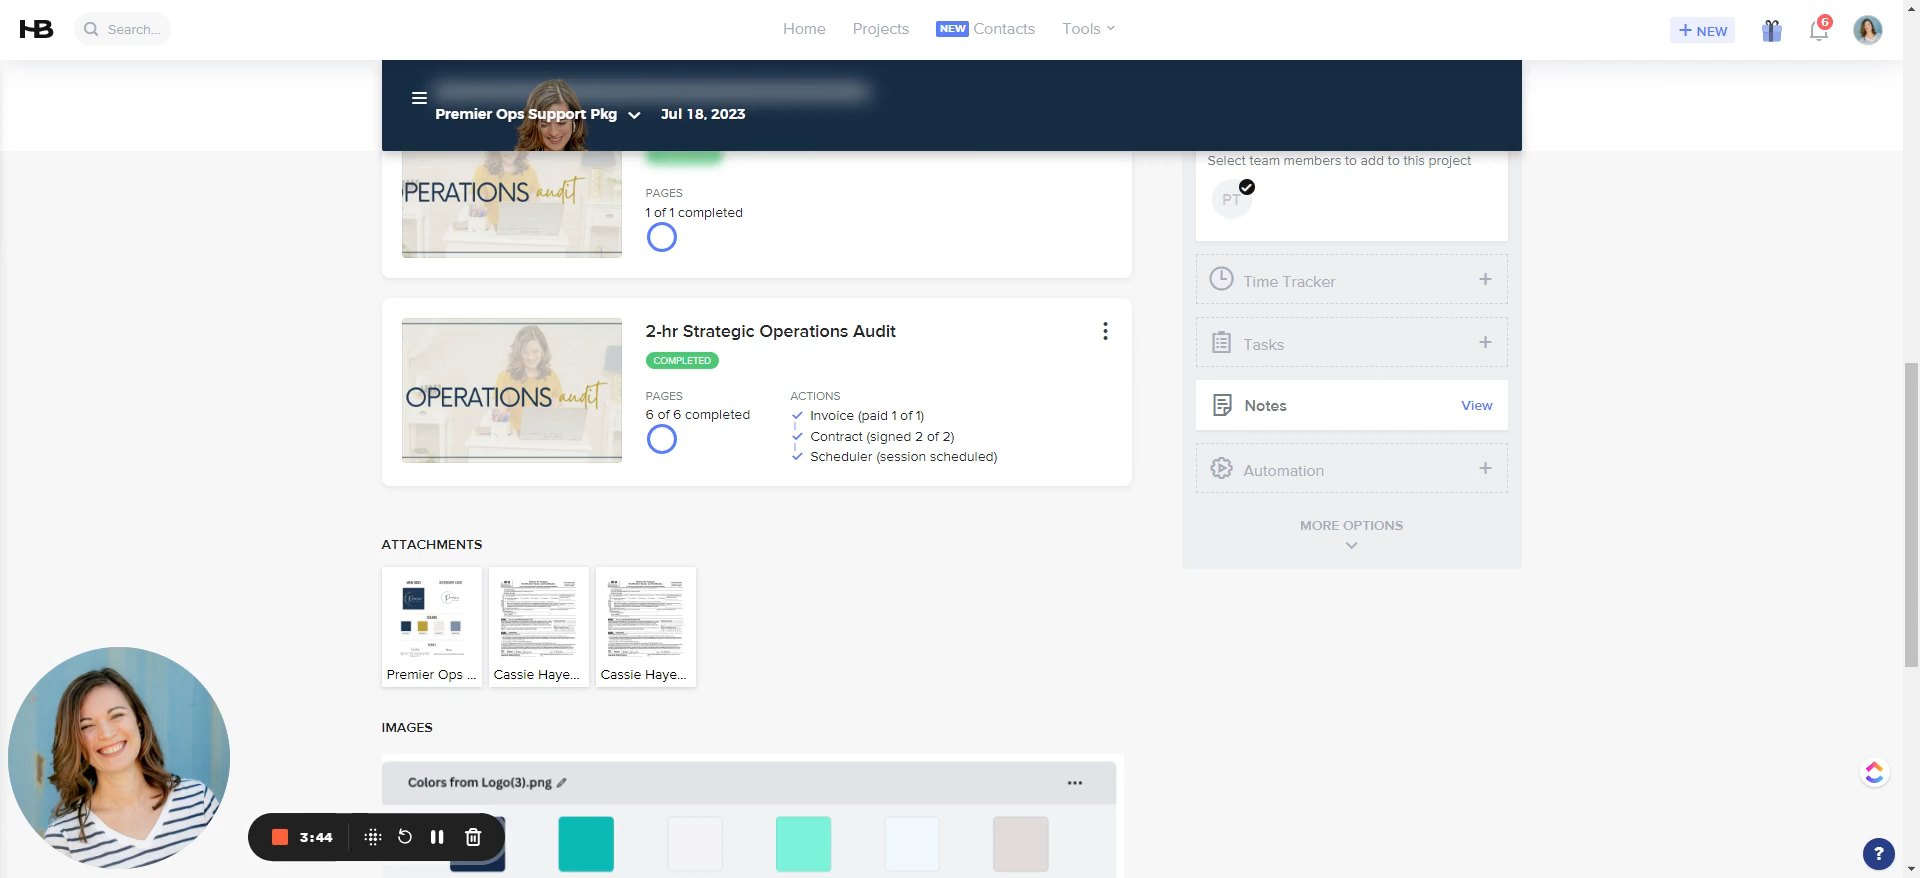 HB
Search...
Home
Projects
NEW Contacts
Tools
+ NEW
6
Premier Ops Support Pkg
Jul 18, 2023
Select team members to add to this project
PT
OPERATIONS audit
PAGES
1 of 1 completed
Time Tracker
Tasks
Notes
View
Automation
MORE OPTIONS
OPERATIONS audit
2-hr Strategic Operations Audit
COMPLETED
PAGES
6 of 6 completed
ACTIONS
Invoice (paid 1 of 1)
Contract (signed 2 of 2)
Scheduler (session scheduled)
ATTACHMENTS
Premier Ops ...
Cassie Haye...
Cassie Haye...
IMAGES
Colors from Logo(3).png
3:44
?